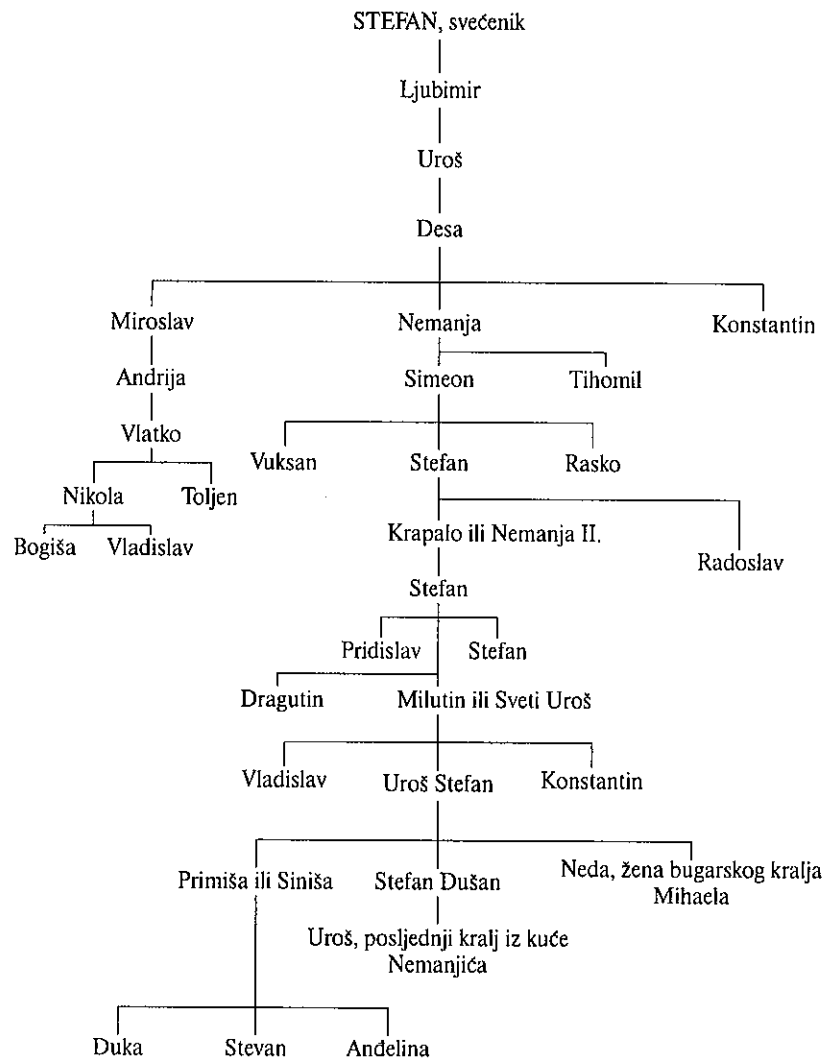 STEFAN, svećenik
Ljubimir
Uroš
Desa
Miroslav
Nemanja
Konstantin
Andrija
Simeon
Tihomil
Vlatko
Vuksan
Stefan
Rasko
Nikola
Toljen
Krapalo ili Nemanja II.
Radoslav
Bogiša
Vladislav
Stefan
Pridislav
Stefan
Dragutin
Milutin ili Sveti Uroš
Vladislav
Uroš Stefan
Konstantin
Primiša ili Siniša
Stefan Dušan
Neda, žena bugarskog kralja
Mihaela
Uroš, posljednji kralj iz kuće
Nemanjića
Duka
Stevan
Anđelina